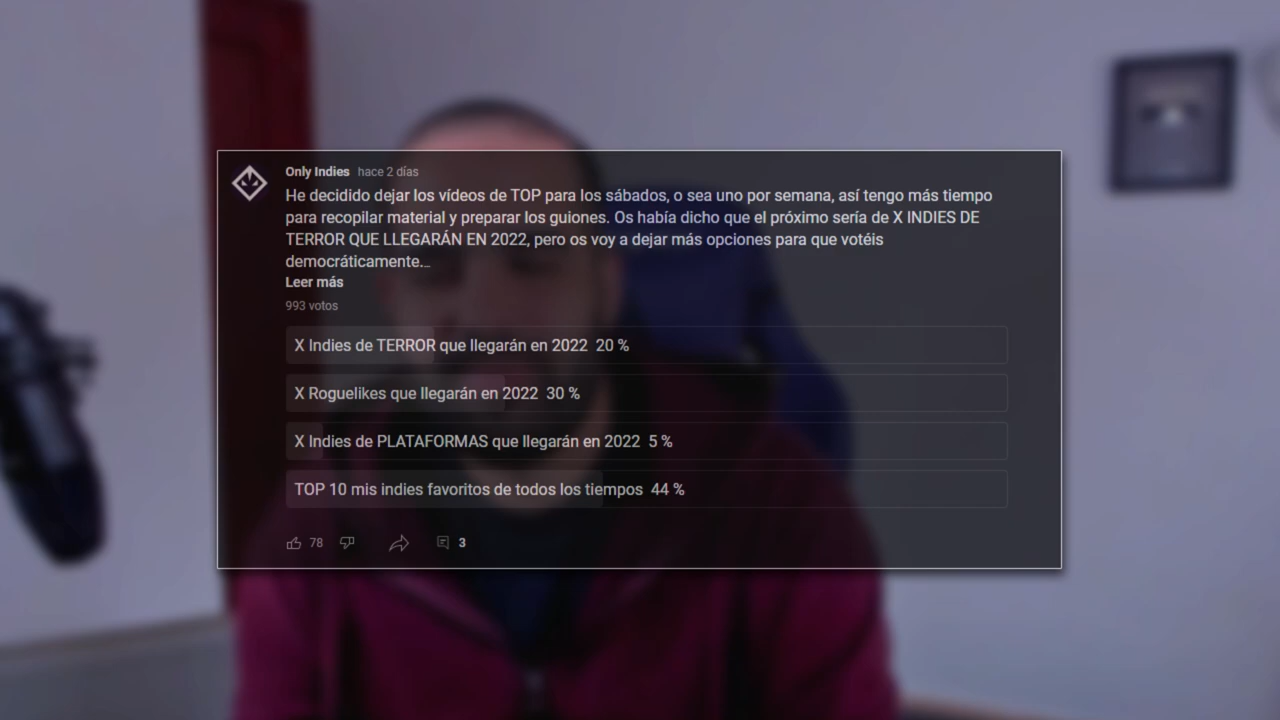 Only Indies hace 2 días
He decidido dejar los vídeos de TOP para los sábados, o sea uno por semana, así tengo más tiempo
para recopilar material y preparar los guiones. Os había dicho que el próximo sería de X INDIES DE
TERROR QUE LLEGARÁN EN 2022, pero os voy a dejar más opciones para que votéis
democráticamente...
Leer más
993 votos
X Indies de TERROR que llegarán en 2022 20 %
X Roguelikes que llegarán en 2022 30 %
X Indies de PLATAFORMAS que llegarán en 2022 5 %
TOP 10 mis indies favoritos de todos los tiempos 44 %
78 3